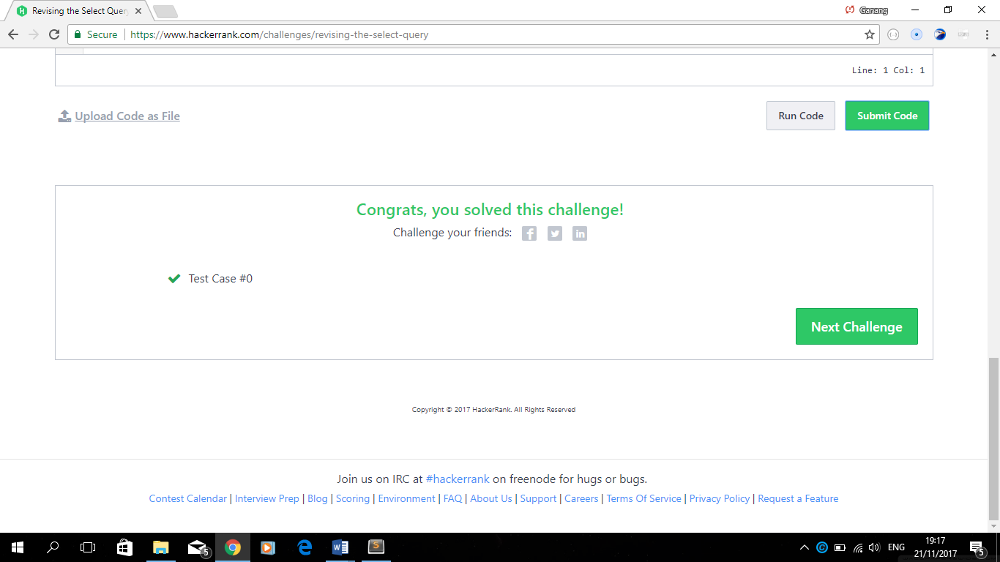 Revising the Select Quer
Ganang
Secure https://www.hackerrank.com/challenges/revising-the-select-query
Line: 1 Col: 1
Upload Code as File
Run Code
Submit Code
Congrats, you solved this challenge!
Challenge your friends:
Test Case #0
Next Challenge
Copyright © 2017 HackerRank. All Rights Reserved
Join us on IRC at #hackerrank on freenode for hugs or bugs.
Contest Calendar | Interview Prep | Blog | Scoring | Environment | FAQ | About Us | Support | Careers | Terms Of Service | Privacy Policy | Request a Feature
5
ENG
19:17
21/11/2017
5